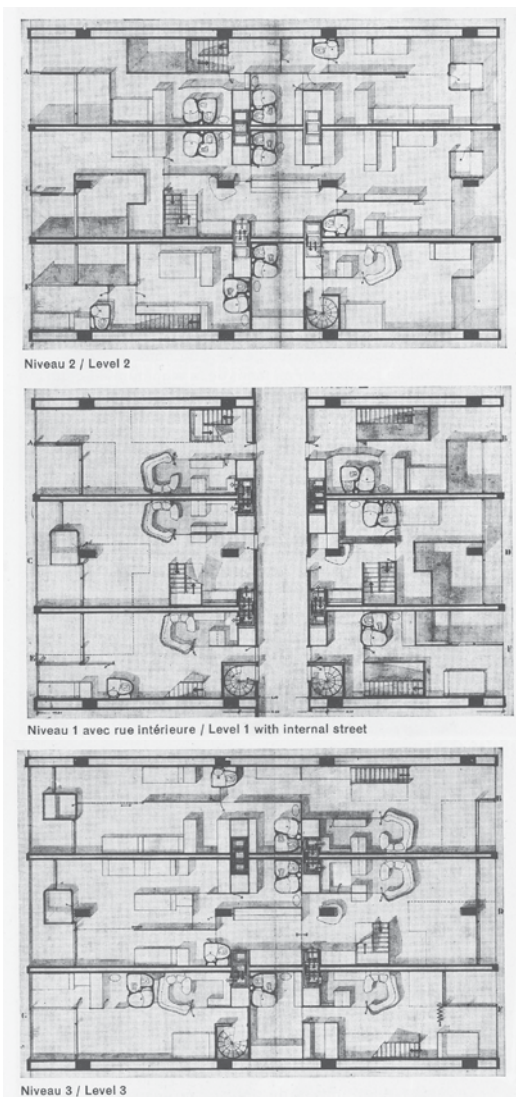 Niveau 2 / Level 2
Niveau 1 avec rue intérieure / Level 1 with internal street
Niveau 3 / Level 3